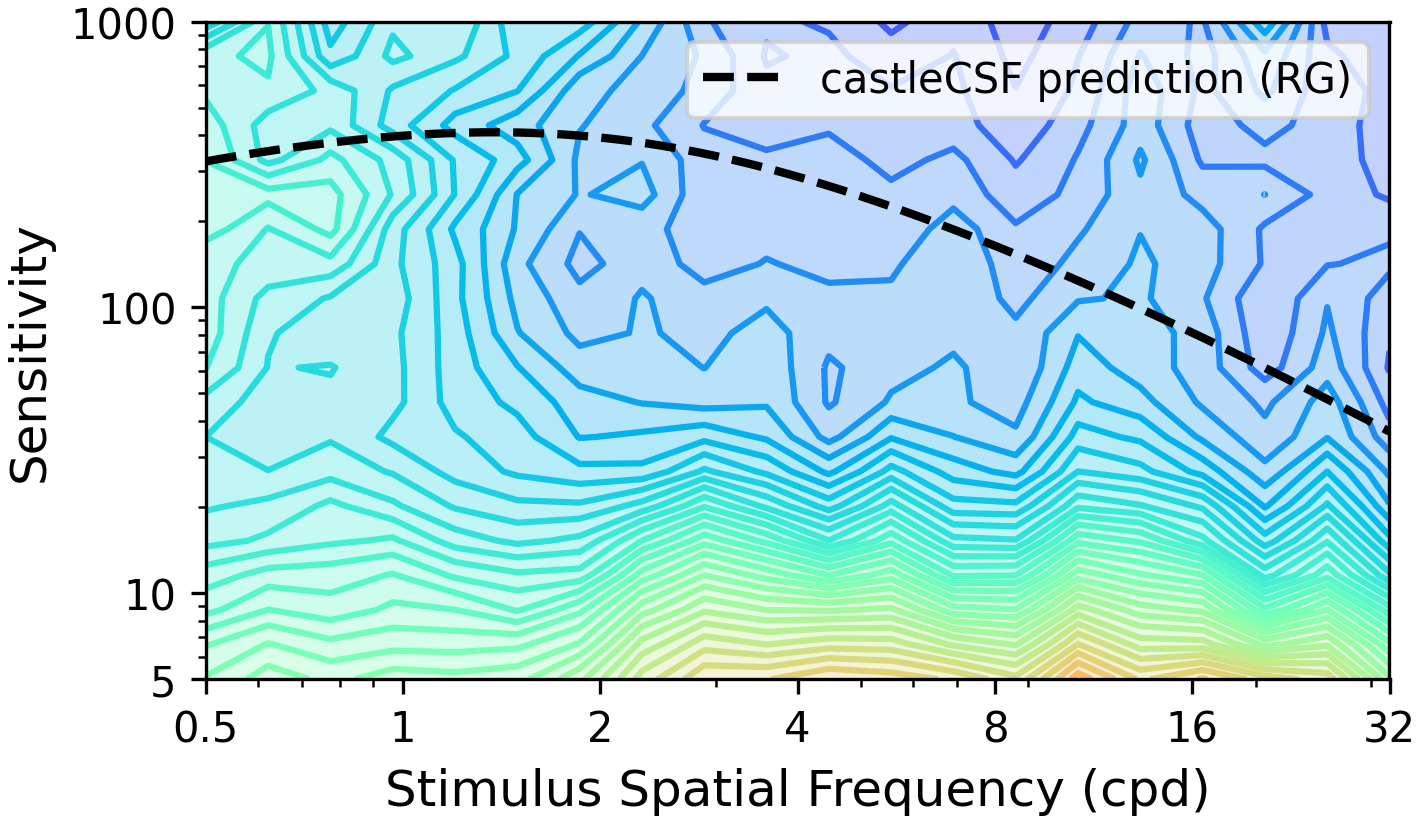 1000
100
10
5
Sensitivity
castleCSF prediction (RG)
0.5 1 2 4 8 16 32
Stimulus Spatial Frequency (cpd)